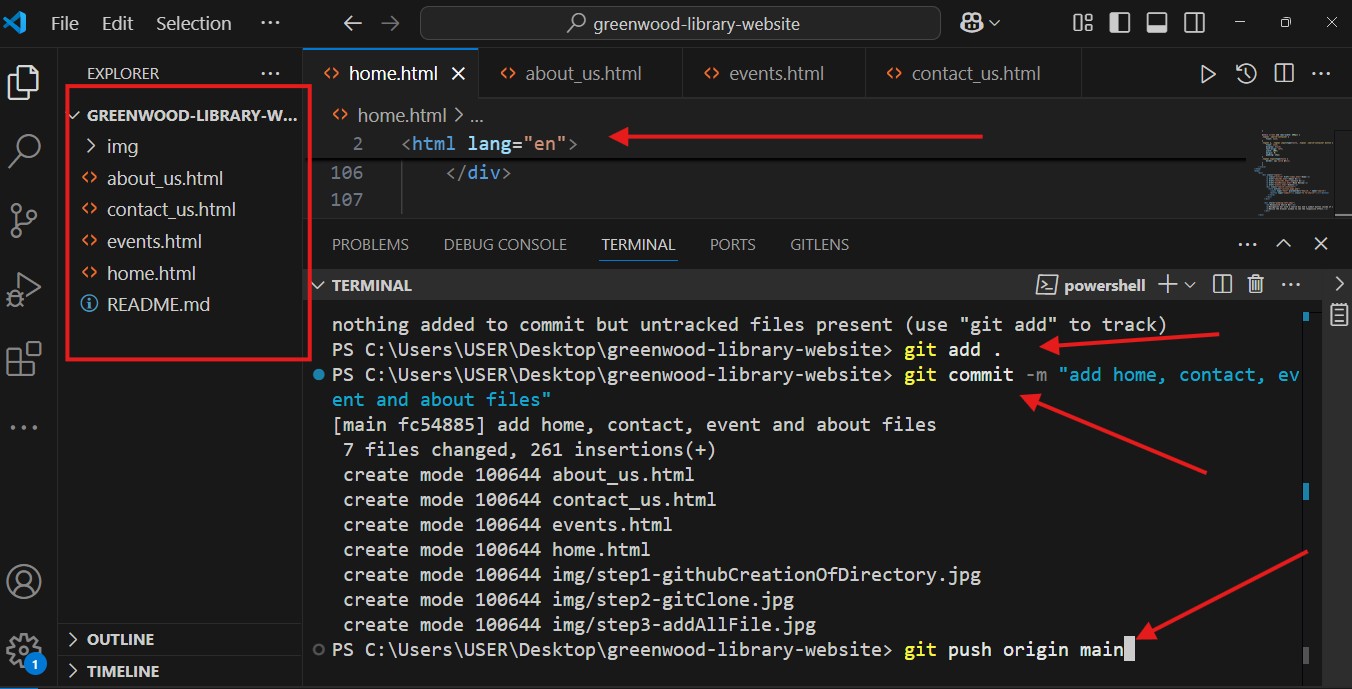 File Edit Selection ···
greenwood-library-website
EXPLORER ···
GREENWOOD-LIBRARY-W...
img
about_us.html
contact_us.html
events.html
home.html
README.md
OUTLINE
TIMELINE
1
home.html about_us.html events.html contact_us.html
home.html > ...
2 <html lang="en">
106 </div>
107
PROBLEMS DEBUG CONSOLE TERMINAL PORTS GITLENS
TERMINAL powershell
nothing added to commit but untracked files present (use "git add" to track)
PS C:\Users\USER\Desktop\greenwood-library-website> git add .
PS C:\Users\USER\Desktop\greenwood-library-website> git commit -m "add home, contact, ev
ent and about files"
[main fc54885] add home, contact, event and about files
7 files changed, 261 insertions(+)
create mode 100644 about_us.html
create mode 100644 contact_us.html
create mode 100644 events.html
create mode 100644 home.html
create mode 100644 img/step1-githubCreationOfDirectory.jpg
create mode 100644 img/step2-gitClone.jpg
create mode 100644 img/step3-addAllFile.jpg
PS C:\Users\USER\Desktop\greenwood-library-website> git push origin main